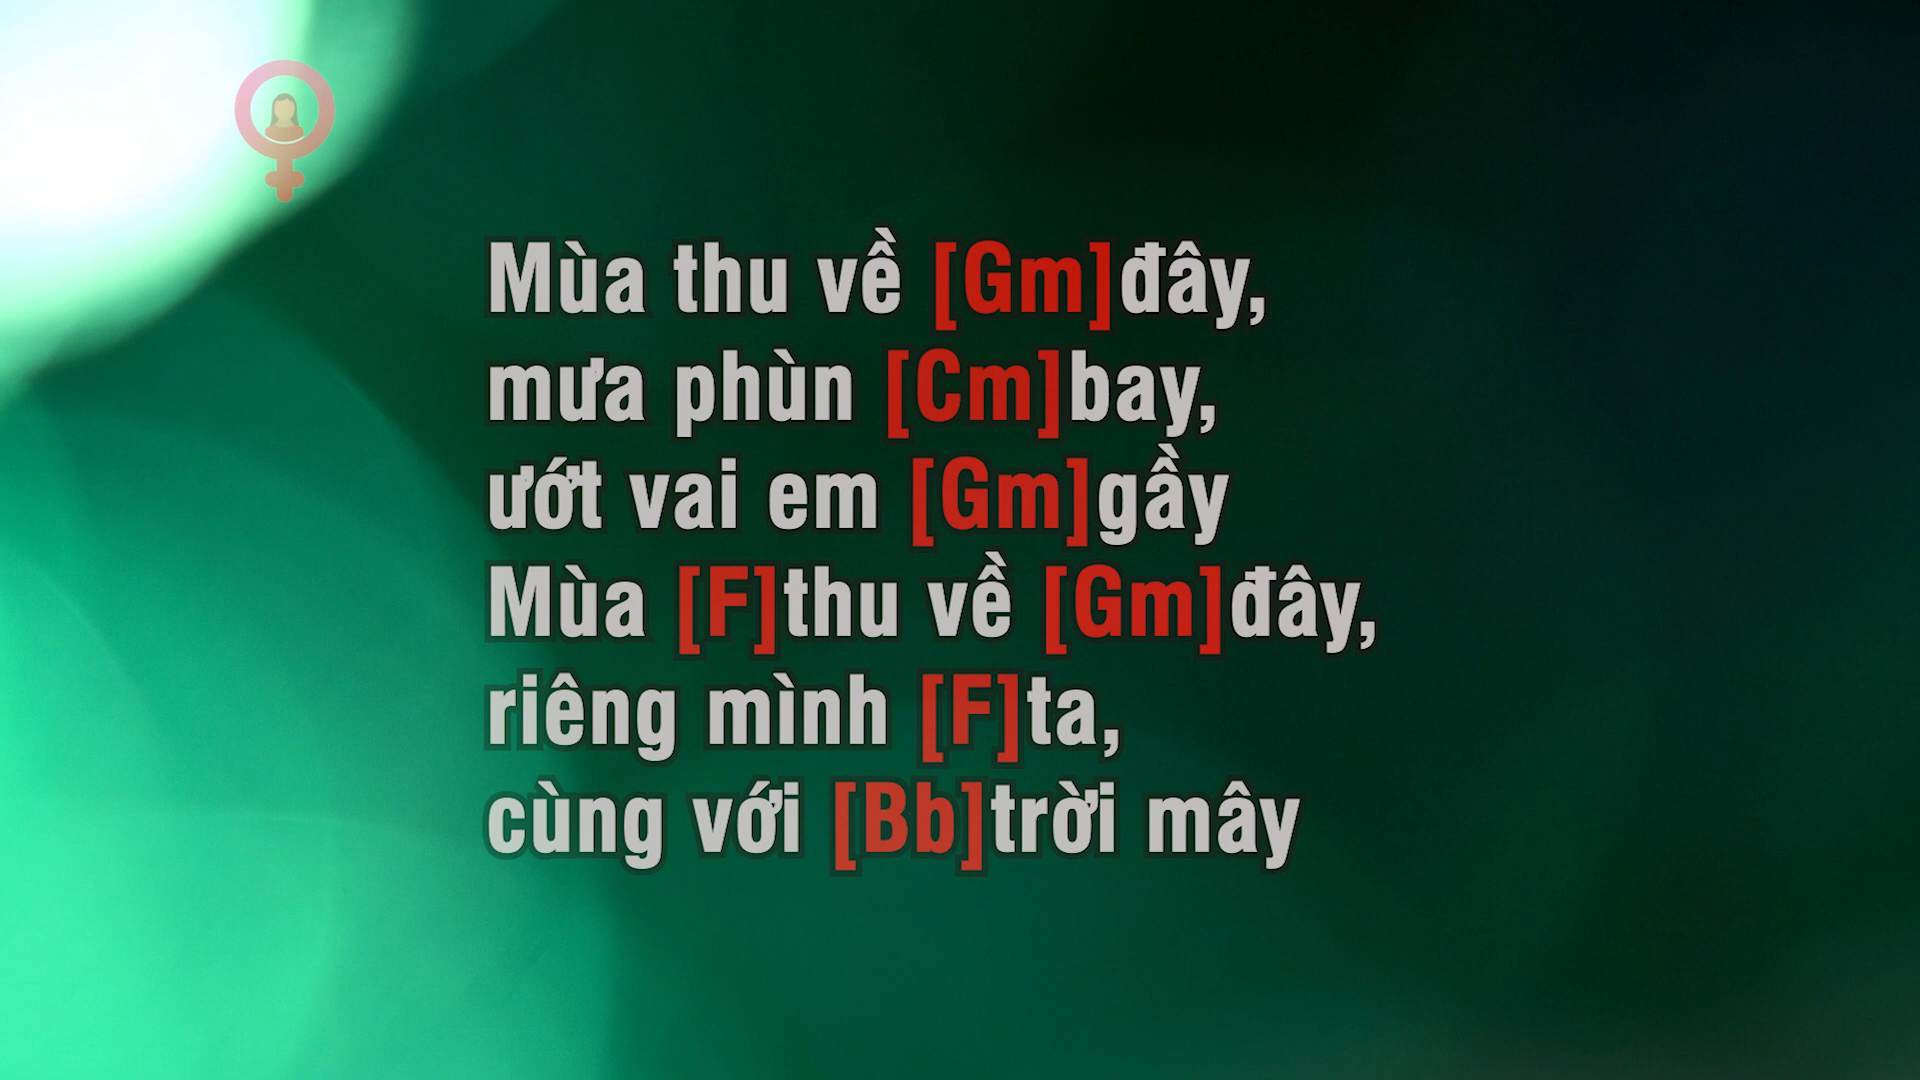 Mùa thu về [Gm]đây,
mưa phùn [Cm]bay,
ướt vai em [Gm]gầy
Mùa [F]thu về [Gm]đây,
riêng mình [F]ta,
cùng với [Bb]trời mây